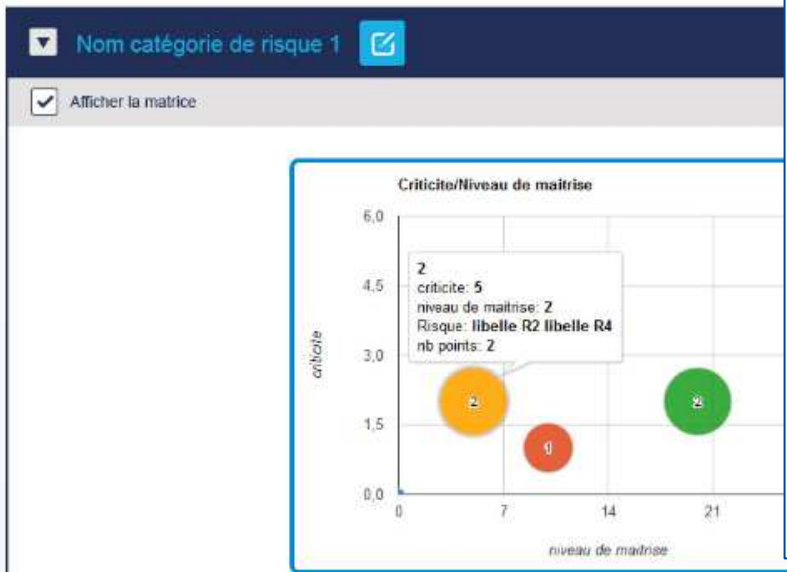 Nom catégorie de risque 1
Afficher la matrice
Criticite/Niveau de maitrise
6,0
4,5
3,0
1,5
0,0
criticite
2
criticite: 5
niveau de maitrise: 2
Risque: libelle R2 libelle R4
nb points: 2
2
1
2
0
7
14
21
niveau de maitrise